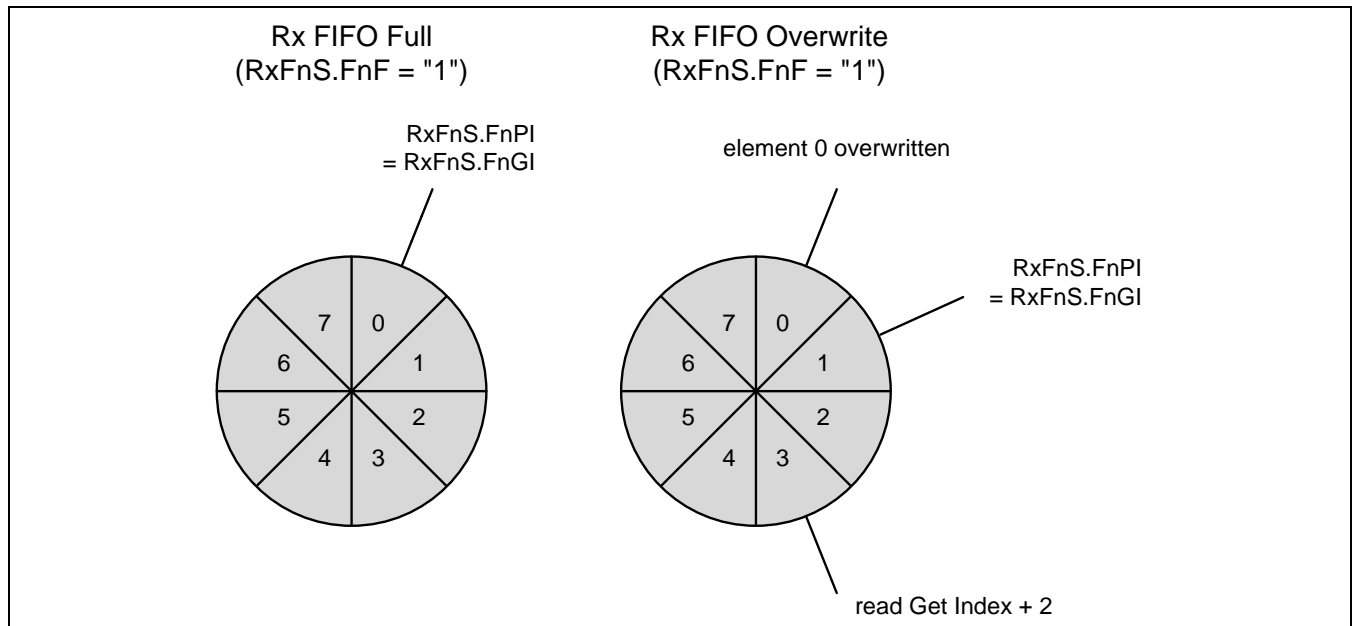 Rx FIFO Full
(RxFnS.FnF = "1")
Rx FIFO Overwrite
(RxFnS.FnF = "1")
RxFnS.FnPI
= RxFnS.FnGI
element 0 overwritten
RxFnS.FnPI
= RxFnS.FnGI
7 0
6 1
5 2
4 3
7 0
6 1
5 2
4 3
read Get Index + 2